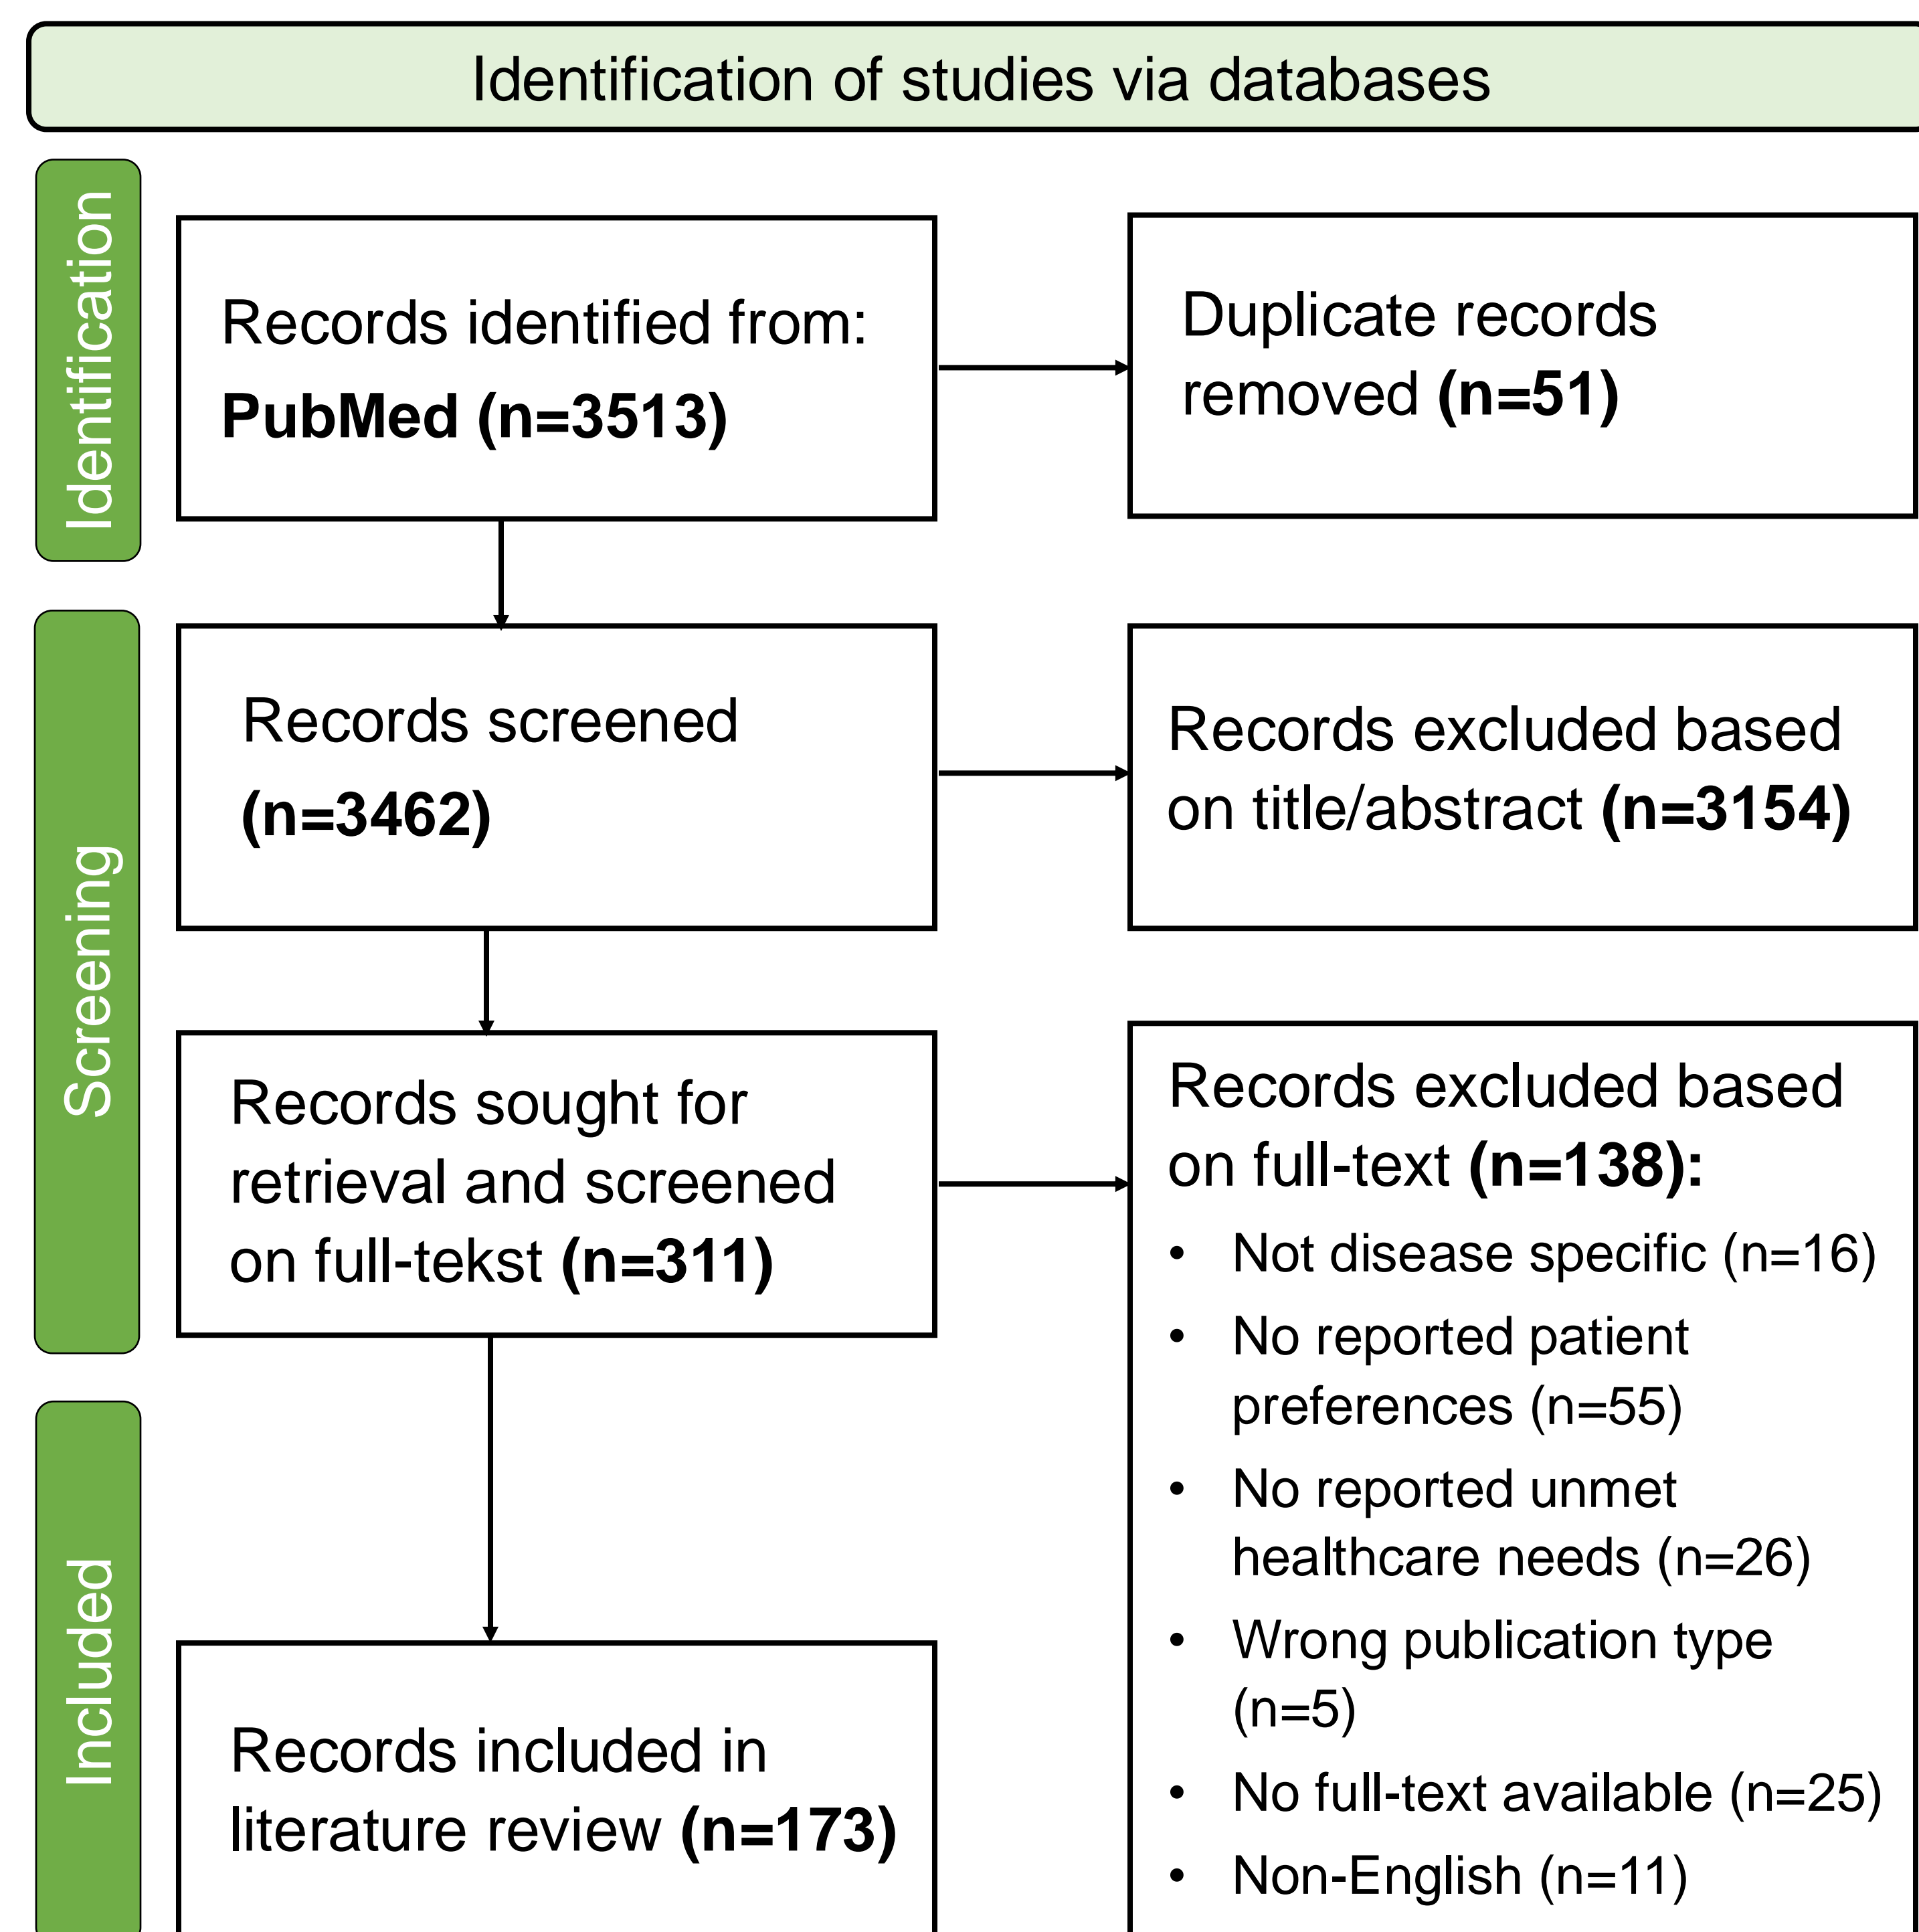 Identification of studies via databases
Identification
Records identified from:
PubMed (n=3513)
Duplicate records
removed (n=51)
Screening
Records screened
(n=3462)
Records excluded based
on title/abstract (n=3154)
Records sought for
retrieval and screened
on full-tekst (n=311)
Records excluded based
on full-text (n=138):
• Not disease specific (n=16)
• No reported patient
preferences (n=55)
• No reported unmet
healthcare needs (n=26)
• Wrong publication type
(n=5)
• No full-text available (n=25)
• Non-English (n=11)
Included
Records included in
literature review (n=173)